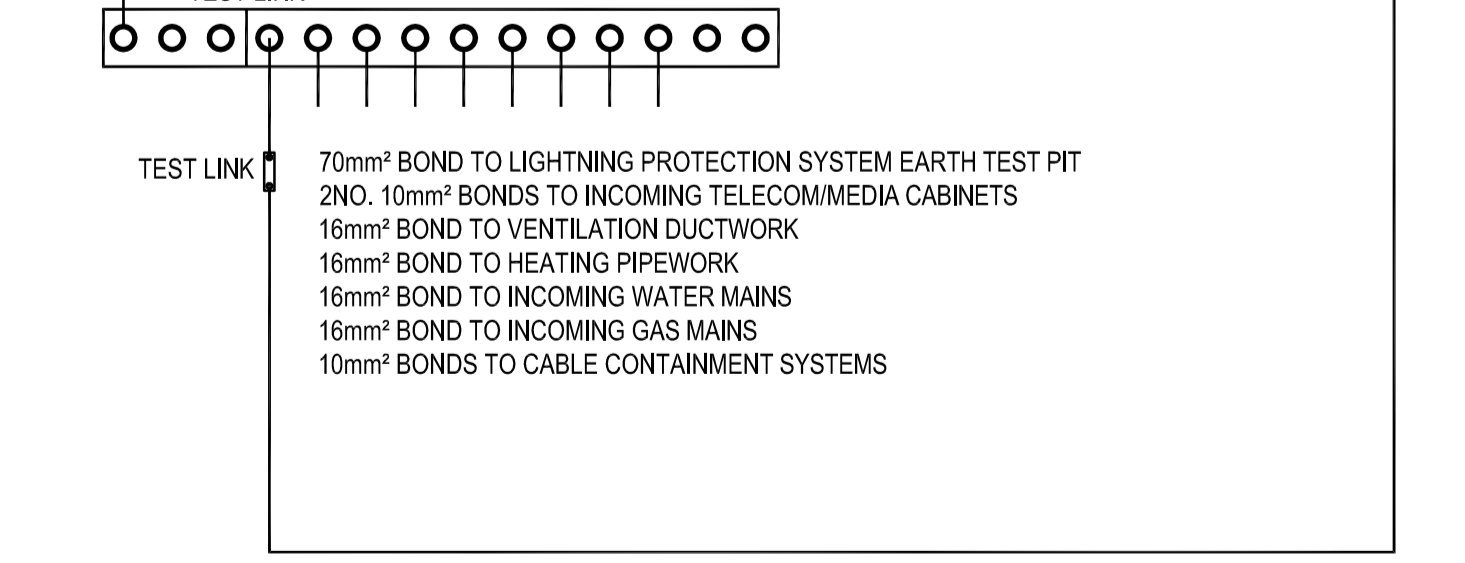 TEST LINK
TEST LINK
70mm² BOND TO LIGHTNING PROTECTION SYSTEM EARTH TEST PIT
2NO. 10mm² BONDS TO INCOMING TELECOM/MEDIA CABINETS
16mm² BOND TO VENTILATION DUCTWORK
16mm² BOND TO HEATING PIPEWORK
16mm² BOND TO INCOMING WATER MAINS
16mm² BOND TO INCOMING GAS MAINS
10mm² BONDS TO CABLE CONTAINMENT SYSTEMS